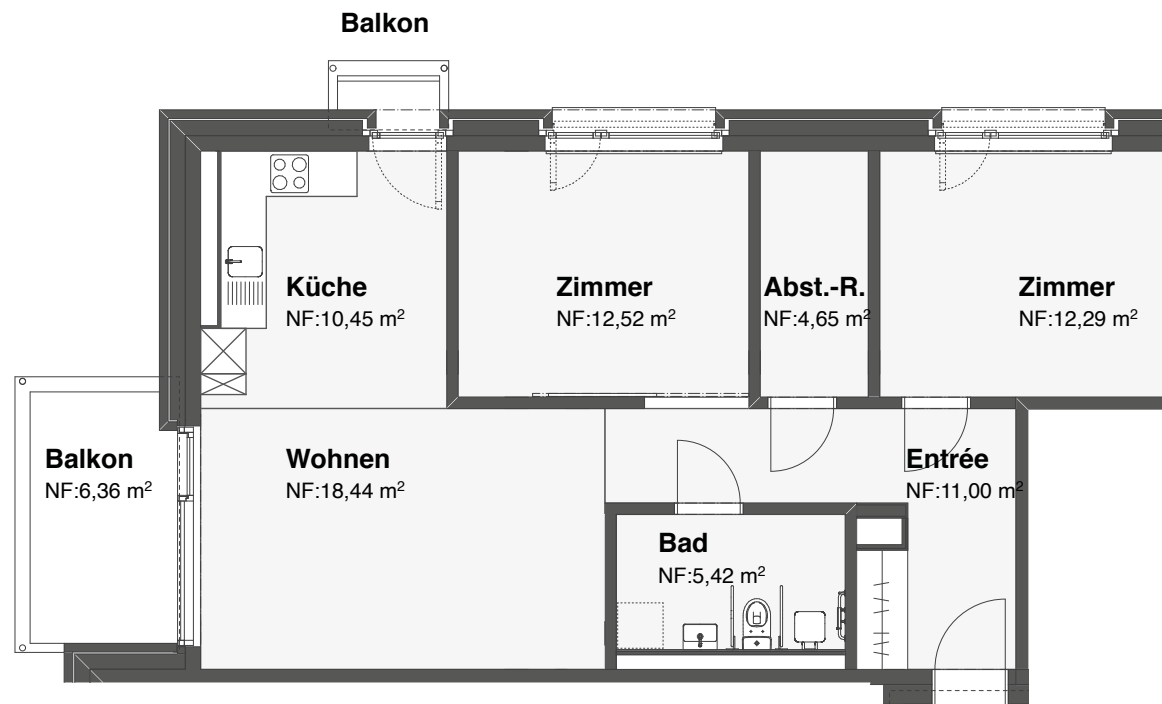 Balkon
Küche
NF:10,45 m²
Zimmer
NF:12,52 m²
Abst.-R.
NF:4,65 m²
Zimmer
NF:12,29 m²
Balkon
NF:6,36 m²
Wohnen
NF:18,44 m²
Entrée
NF:11,00 m²
Bad
NF:5,42 m²